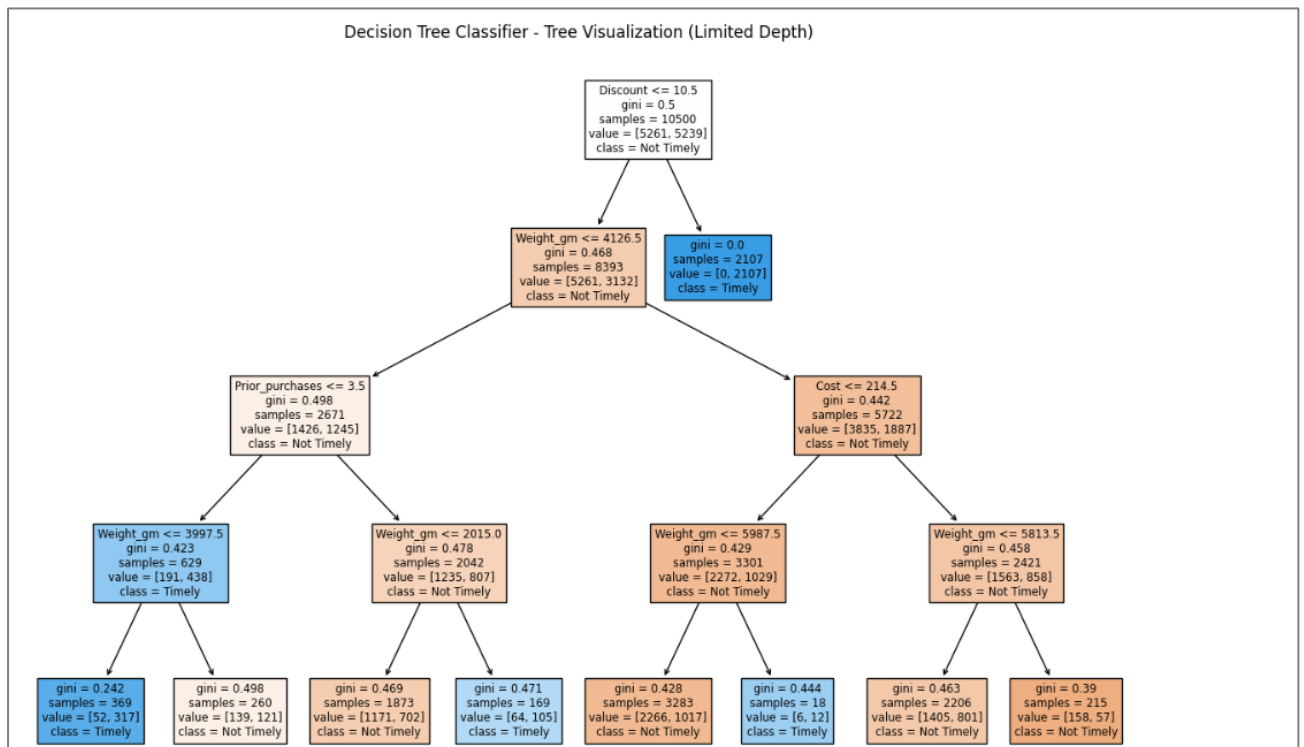 Decision Tree Classifier - Tree Visualization (Limited Depth)
Discount <= 10.5
gini = 0.5
samples = 10500
value = [5261, 5239]
class = Not Timely
Weight_gm <= 4126.5
gini = 0.468
samples = 8393
value = [5261, 3132]
class = Not Timely
gini = 0.0
samples = 2107
value = [0, 2107]
class = Timely
Prior_purchases <= 3.5
gini = 0.498
samples = 2671
value = [1426, 1245]
class = Not Timely
Cost <= 214.5
gini = 0.442
samples = 5722
value = [3835, 1887]
class = Not Timely
Weight_gm <= 3997.5
gini = 0.423
samples = 629
value = [191, 438]
class = Timely
Weight_gm <= 2015.0
gini = 0.478
samples = 2042
value = [1235, 807]
class = Not Timely
Weight_gm <= 5987.5
gini = 0.429
samples = 3301
value = [2272, 1029]
class = Not Timely
Weight_gm <= 5813.5
gini = 0.458
samples = 2421
value = [1563, 858]
class = Not Timely
gini = 0.242
samples = 369
value = [52, 317]
class = Timely
gini = 0.498
samples = 260
value = [139, 121]
class = Not Timely
gini = 0.469
samples = 1873
value = [1171, 702]
class = Not Timely
gini = 0.471
samples = 169
value = [64, 105]
class = Timely
gini = 0.428
samples = 3283
value = [2266, 1017]
class = Not Timely
gini = 0.444
samples = 18
value = [6, 12]
class = Timely
gini = 0.463
samples = 2206
value = [1405, 801]
class = Not Timely
gini = 0.39
samples = 215
value = [158, 57]
class = Not Timely